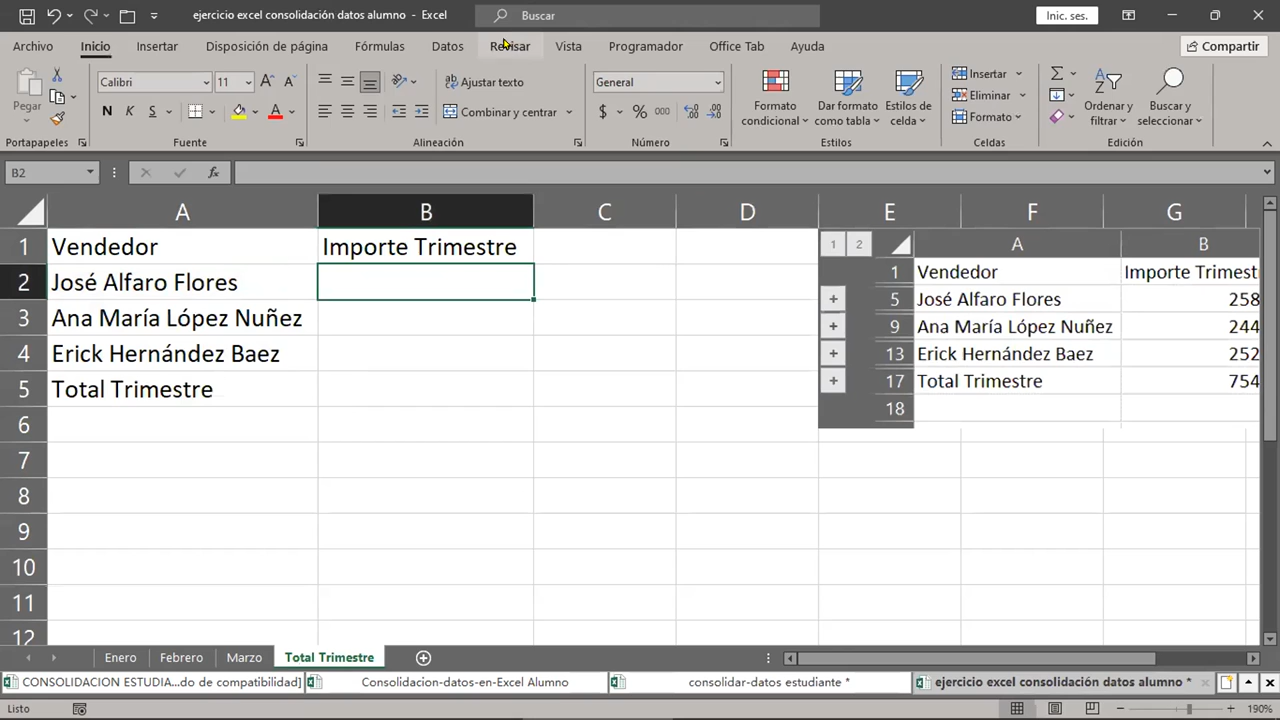 ejercicio excel consolidación datos alumno - Excel
Buscar
Inic. ses.
Archivo Inicio Insertar Disposición de página Fórmulas Datos Revisar Vista Programador Office Tab Ayuda Compartir
Pegar
Calibri 11
N K S
Ajustar texto
Combinar y centrar
General
$ % 000
Formato condicional
Dar formato como tabla
Estilos de celda
Insertar
Eliminar
Formato
Ordenar y filtrar
Buscar y seleccionar
Portapapeles Fuente Alineación Número Estilos Celdas Edición
B2 fx
A B C D E F G
1 Vendedor Importe Trimestre
2 José Alfaro Flores
3 Ana María López Nuñez
4 Erick Hernández Baez
5 Total Trimestre
6
7
8
9
10
11
12
1 2 A B
1 Vendedor Importe Trimestr
5 José Alfaro Flores 258
9 Ana María López Nuñez 244
13 Erick Hernández Baez 252
17 Total Trimestre 754
18
Enero Febrero Marzo Total Trimestre
CONSOLIDACION ESTUDIA...do de compatibilidad] Consolidacion-datos-en-Excel Alumno consolidar-datos estudiante * ejercicio excel consolidación datos alumno *
Listo 190%